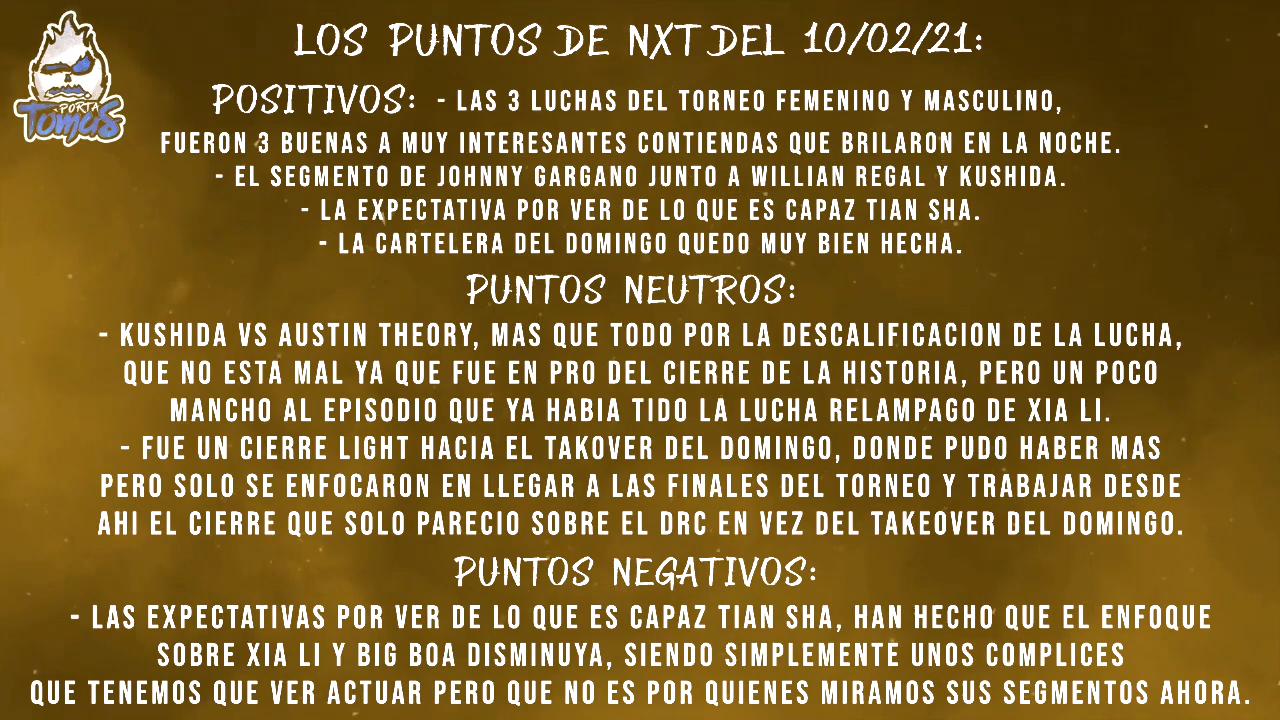 LOS PUNTOS DE NXT DEL 10/02/21:
PORTA
TomaS
POSITIVOS: - LAS 3 LUCHAS DEL TORNEO FEMENINO Y MASCULINO,
FUERON 3 BUENAS A MUY INTERESANTES CONTIENDAS QUE BRILARON EN LA NOCHE.
- EL SEGMENTO DE JOHNNY GARGANO JUNTO A WILLIAN REGAL Y KUSHIDA.
- LA EXPECTATIVA POR VER DE LO QUE ES CAPAZ TIAN SHA.
- LA CARTELERA DEL DOMINGO QUEDO MUY BIEN HECHA.
PUNTOS NEUTROS:
- KUSHIDA VS AUSTIN THEORY, MAS QUE TODO POR LA DESCALIFICACION DE LA LUCHA,
QUE NO ESTA MAL YA QUE FUE EN PRO DEL CIERRE DE LA HISTORIA, PERO UN POCO
MANCHO AL EPISODIO QUE YA HABIA TIDO LA LUCHA RELAMPAGO DE XIA LI.
- FUE UN CIERRE LIGHT HACIA EL TAKOVER DEL DOMINGO, DONDE PUDO HABER MAS
PERO SOLO SE ENFOCARON EN LLEGAR A LAS FINALES DEL TORNEO Y TRABAJAR DESDE
AHI EL CIERRE QUE SOLO PARECIO SOBRE EL DRC EN VEZ DEL TAKEOVER DEL DOMINGO.
PUNTOS NEGATIVOS:
- LAS EXPECTATIVAS POR VER DE LO QUE ES CAPAZ TIAN SHA, HAN HECHO QUE EL ENFOQUE
SOBRE XIA LI Y BIG BOA DISMINUYA, SIENDO SIMPLEMENTE UNOS COMPLICES
QUE TENEMOS QUE VER ACTUAR PERO QUE NO ES POR QUIENES MIRAMOS SUS SEGMENTOS AHORA.